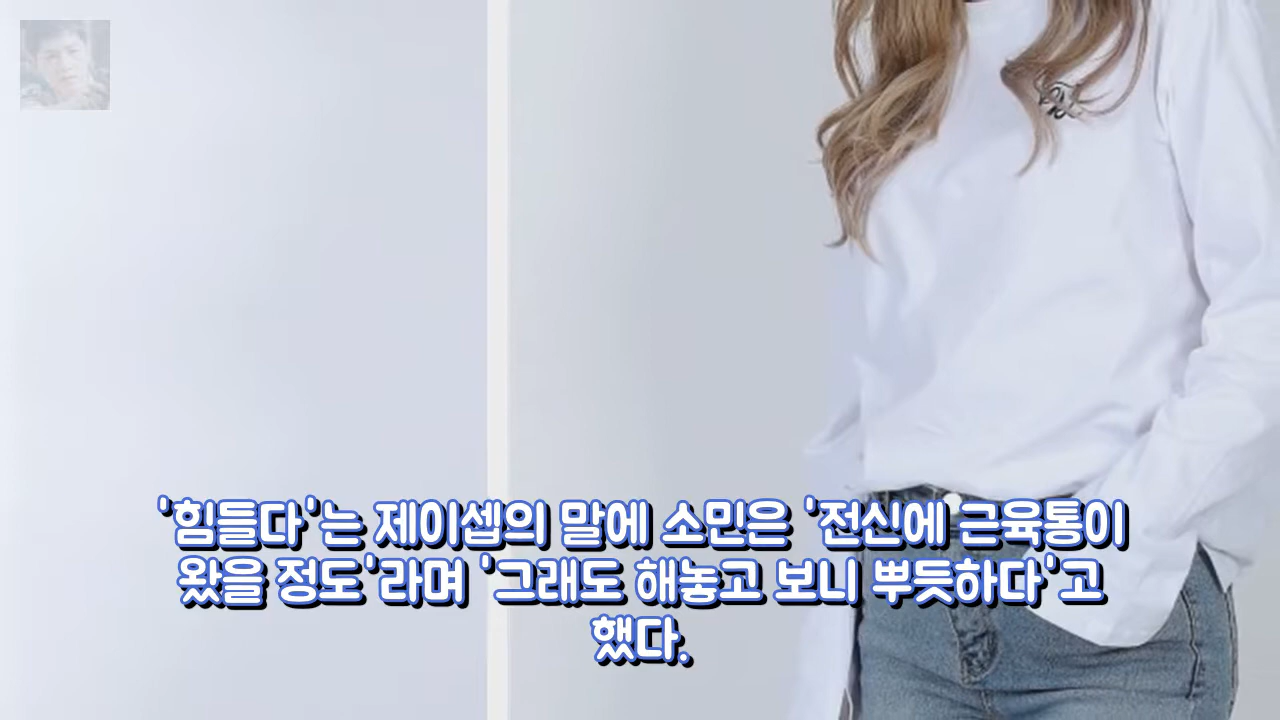 '힘들다'는 제이셉의 말에 소민은 '전신에 근육통이
왔을 정도'라며 '그래도 해놓고 보니 뿌듯하다'고
했다.